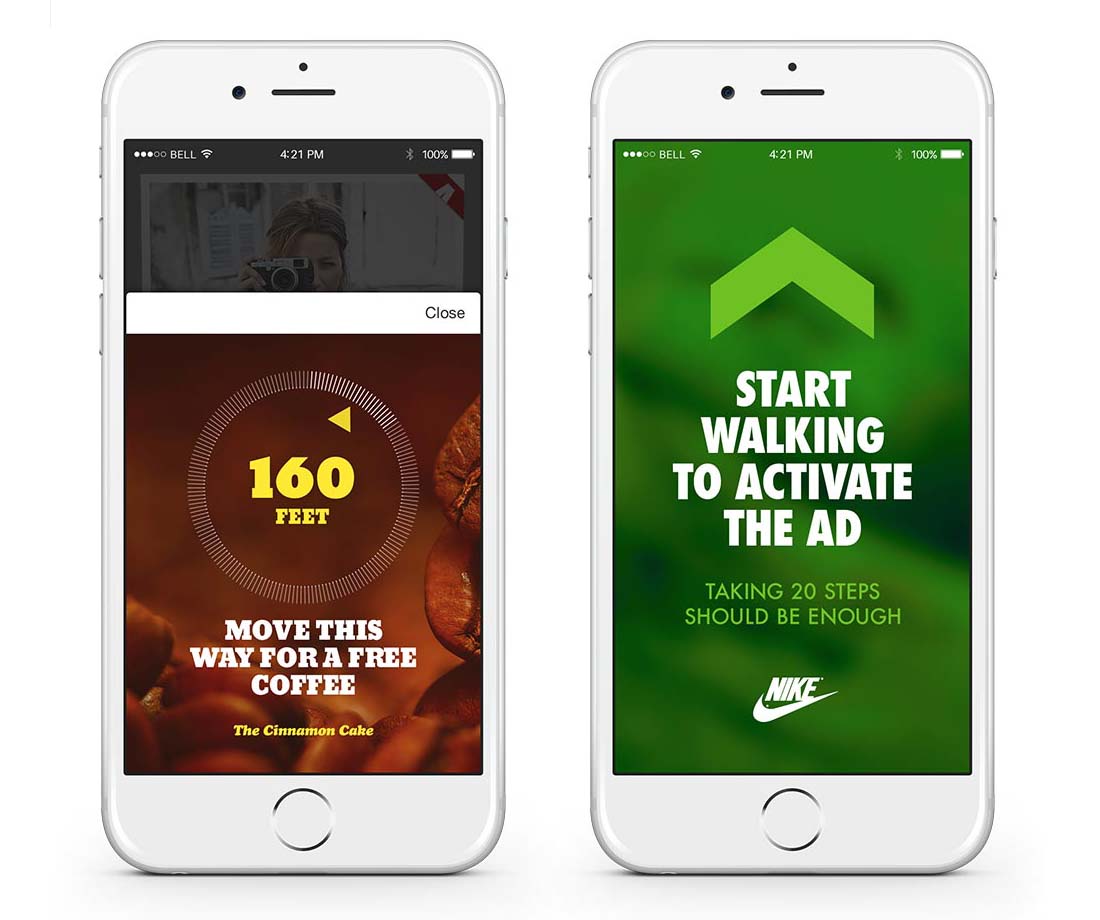 BELL
4:21 PM
100%
Close
160
FEET
MOVE THIS
WAY FOR A FREE
COFFEE
The Cinnamon Cake
BELL
4:21 PM
100%
START
WALKING
TO ACTIVATE
THE AD
TAKING 20 STEPS
SHOULD BE ENOUGH
NIKE